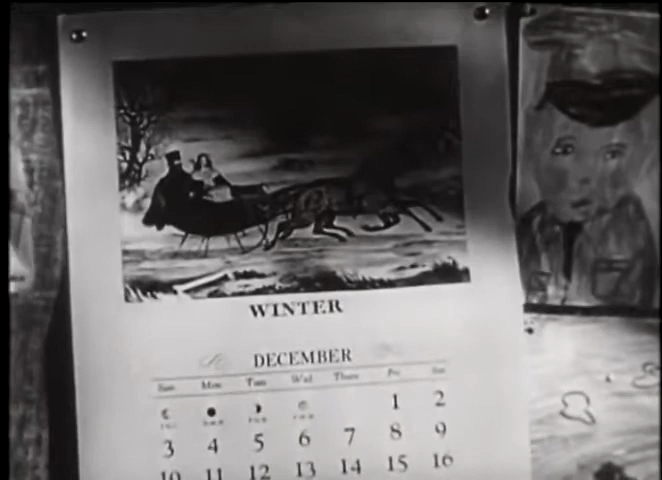 WINTER
DECEMBER
Sun Mon Tues Wed Thurs Fri Sat
1 2
3 4 5 6 7 8 9
10 11 12 13 14 15 16